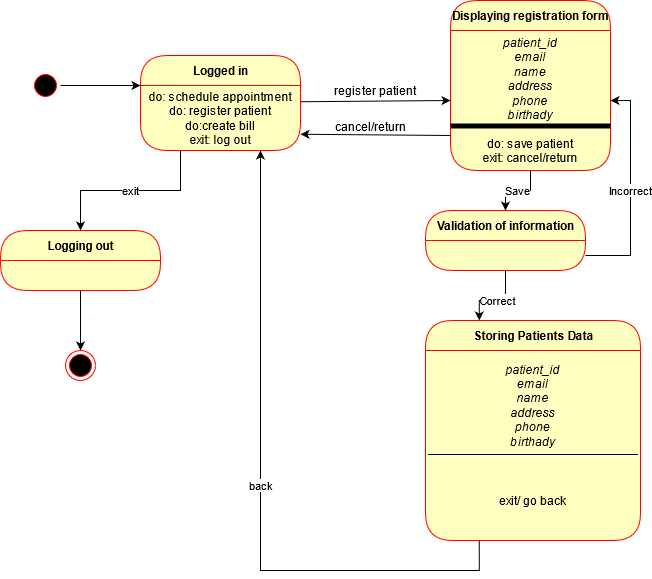 Displaying registration form
patient_id
email
name
address
phone
birthady
do: save patient
exit: cancel/return
Logged in
do: schedule appointment
do: register patient
do:create bill
exit: log out
register patient
cancel/return
exit
Save
Incorrect
Logging out
Validation of information
Correct
Storing Patients Data
patient_id
email
name
address
phone
birthady
exit/ go back
back